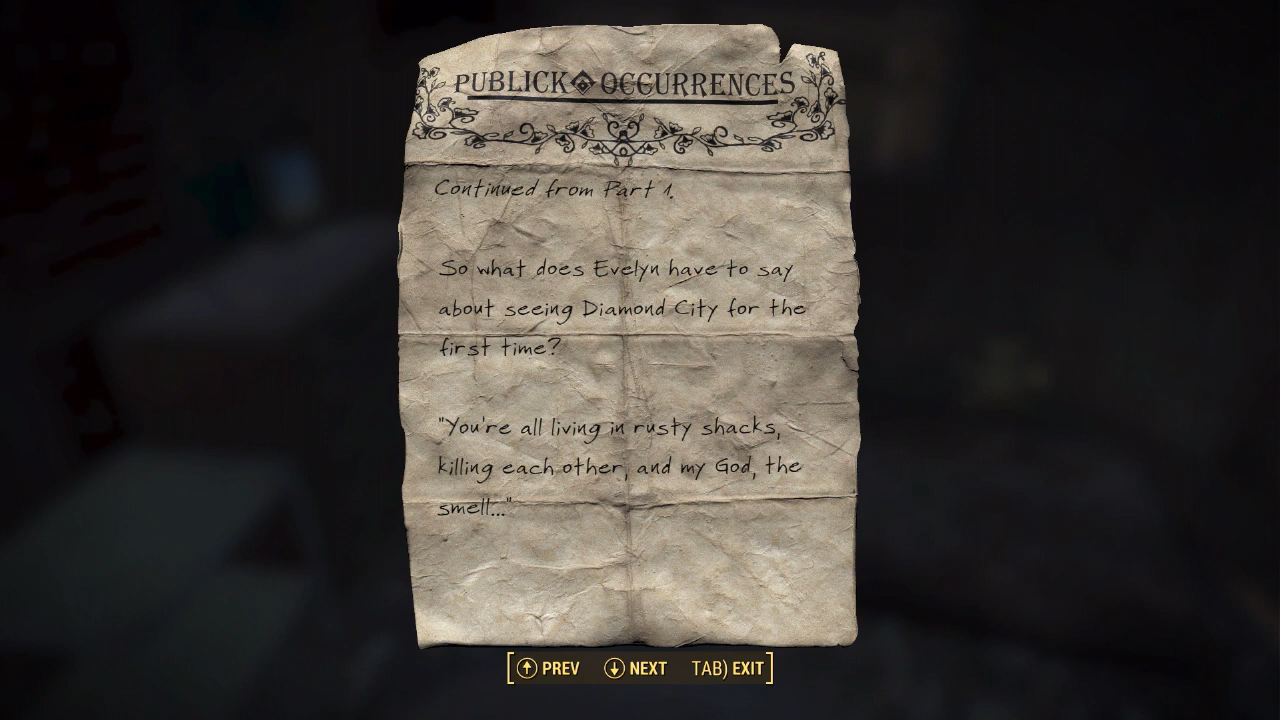 PUBLICK OCCURRENCES
Continued from Part 1.
So what does Evelyn have to say
about seeing Diamond City for the
first time?
"You're all living in rusty shacks,
killing each other, and my God, the
smell..."
PREV NEXT TAB) EXIT